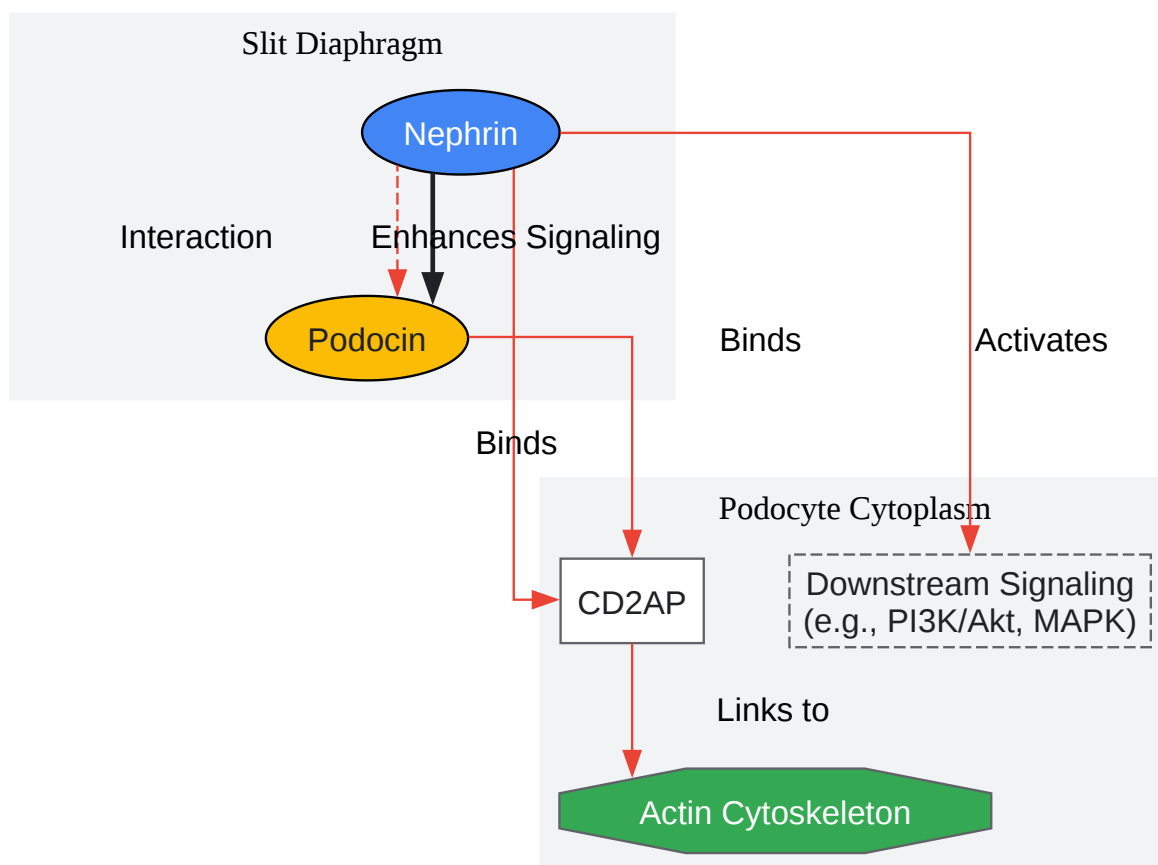 Slit Diaphragm
Nephrin
Interaction
Enhances Signaling
Podocin
Binds
Activates
Binds
Podocyte Cytoplasm
Downstream Signaling
(e.g., PI3K/Akt, MAPK)
CD2AP
Links to
Actin Cytoskeleton